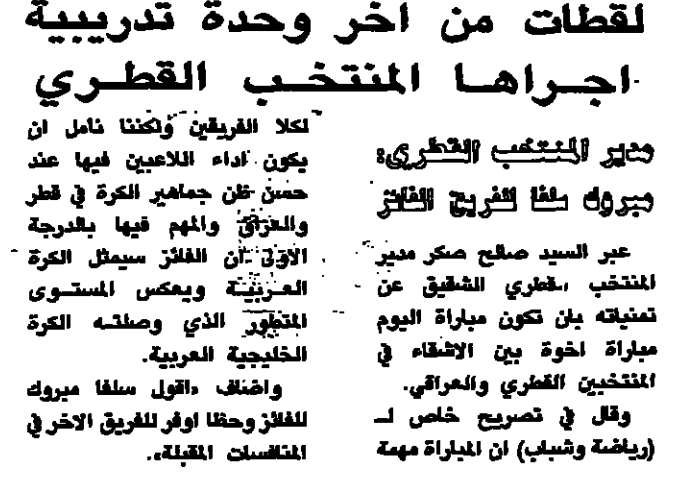 لقطات من آخر وحدة تدريبية
اجراها المنتخب القطري
مدير المنتخب القطري:
مبروك سلفا للفريق الفائز
عبر السيد صالح صكر مدير
المنتخب القطري الشقيق عن
تمنياته بان تكون مباراة اليوم
مباراة اخوة بين الاشقاء في
المنتخبين القطري والعراقي.
وقال في تصريح خاص لـ
(رياضة وشباب) ان المباراة مهمة
لكلا الفريقين ولكننا نامل ان
يكون اداء اللاعبين فيها عند
حسن ظن جماهير الكرة في قطر
والعراق والمهم فيها بالدرجة
الاولى ان الفائز سيمثل الكرة
العربية ويعكس المستوى
المتطور الذي وصلته الكرة
الخليجية العربية.
واضاف «اقول سلفا مبروك
للفائز وحظا اوفر للفريق الاخر في
المنافسات المقبلة».